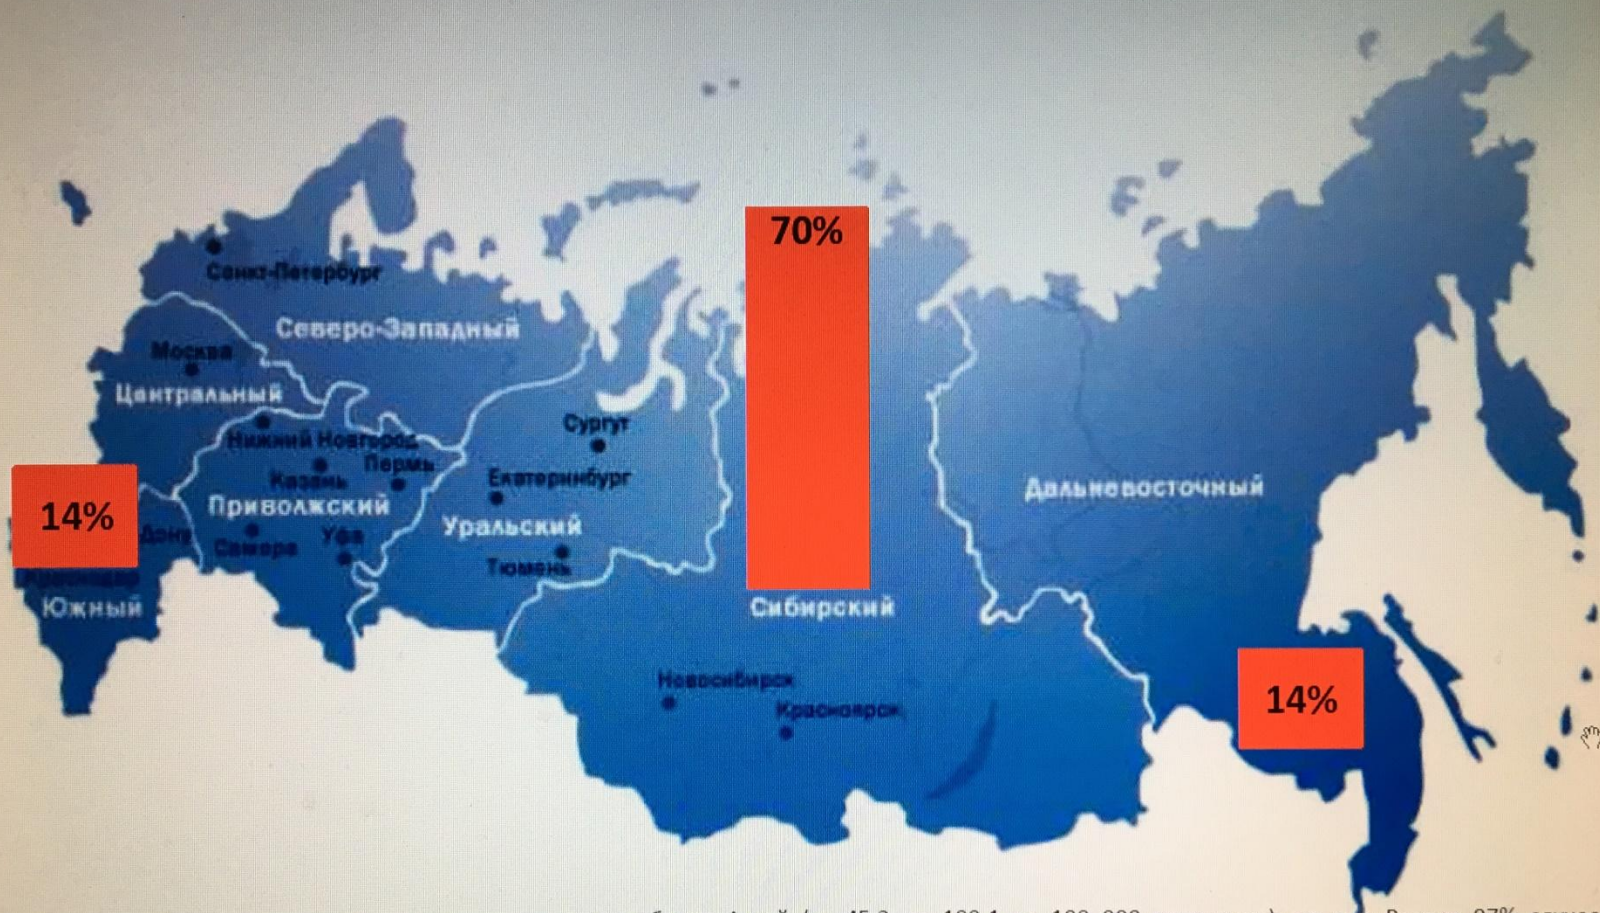 70%
Санкт-Петербург
Северо-Западный
Москва
Центральный
Сургут
Нижний Новгород
Пермь
Казань
Екатеринбург
Дальневосточный
Приволжский
14%
Уральский
Самара
Уфа
Тюмень
Южный
Сибирский
Новосибирск
14%
Красноярск